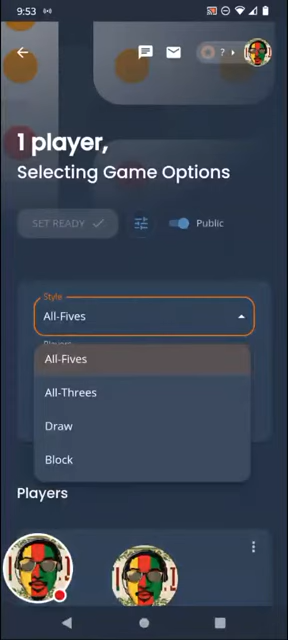 9:53
?
1 player,
Selecting Game Options
SET READY
Public
Style
All-Fives
Players
All-Fives
All-Threes
Draw
Block
Players